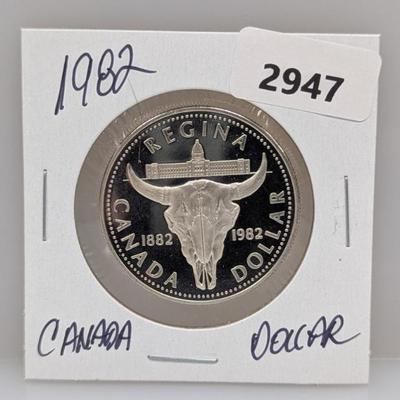 1982
2947
REGINA
1882 1982
CANADA DOLLAR
CANADA DOLLAR